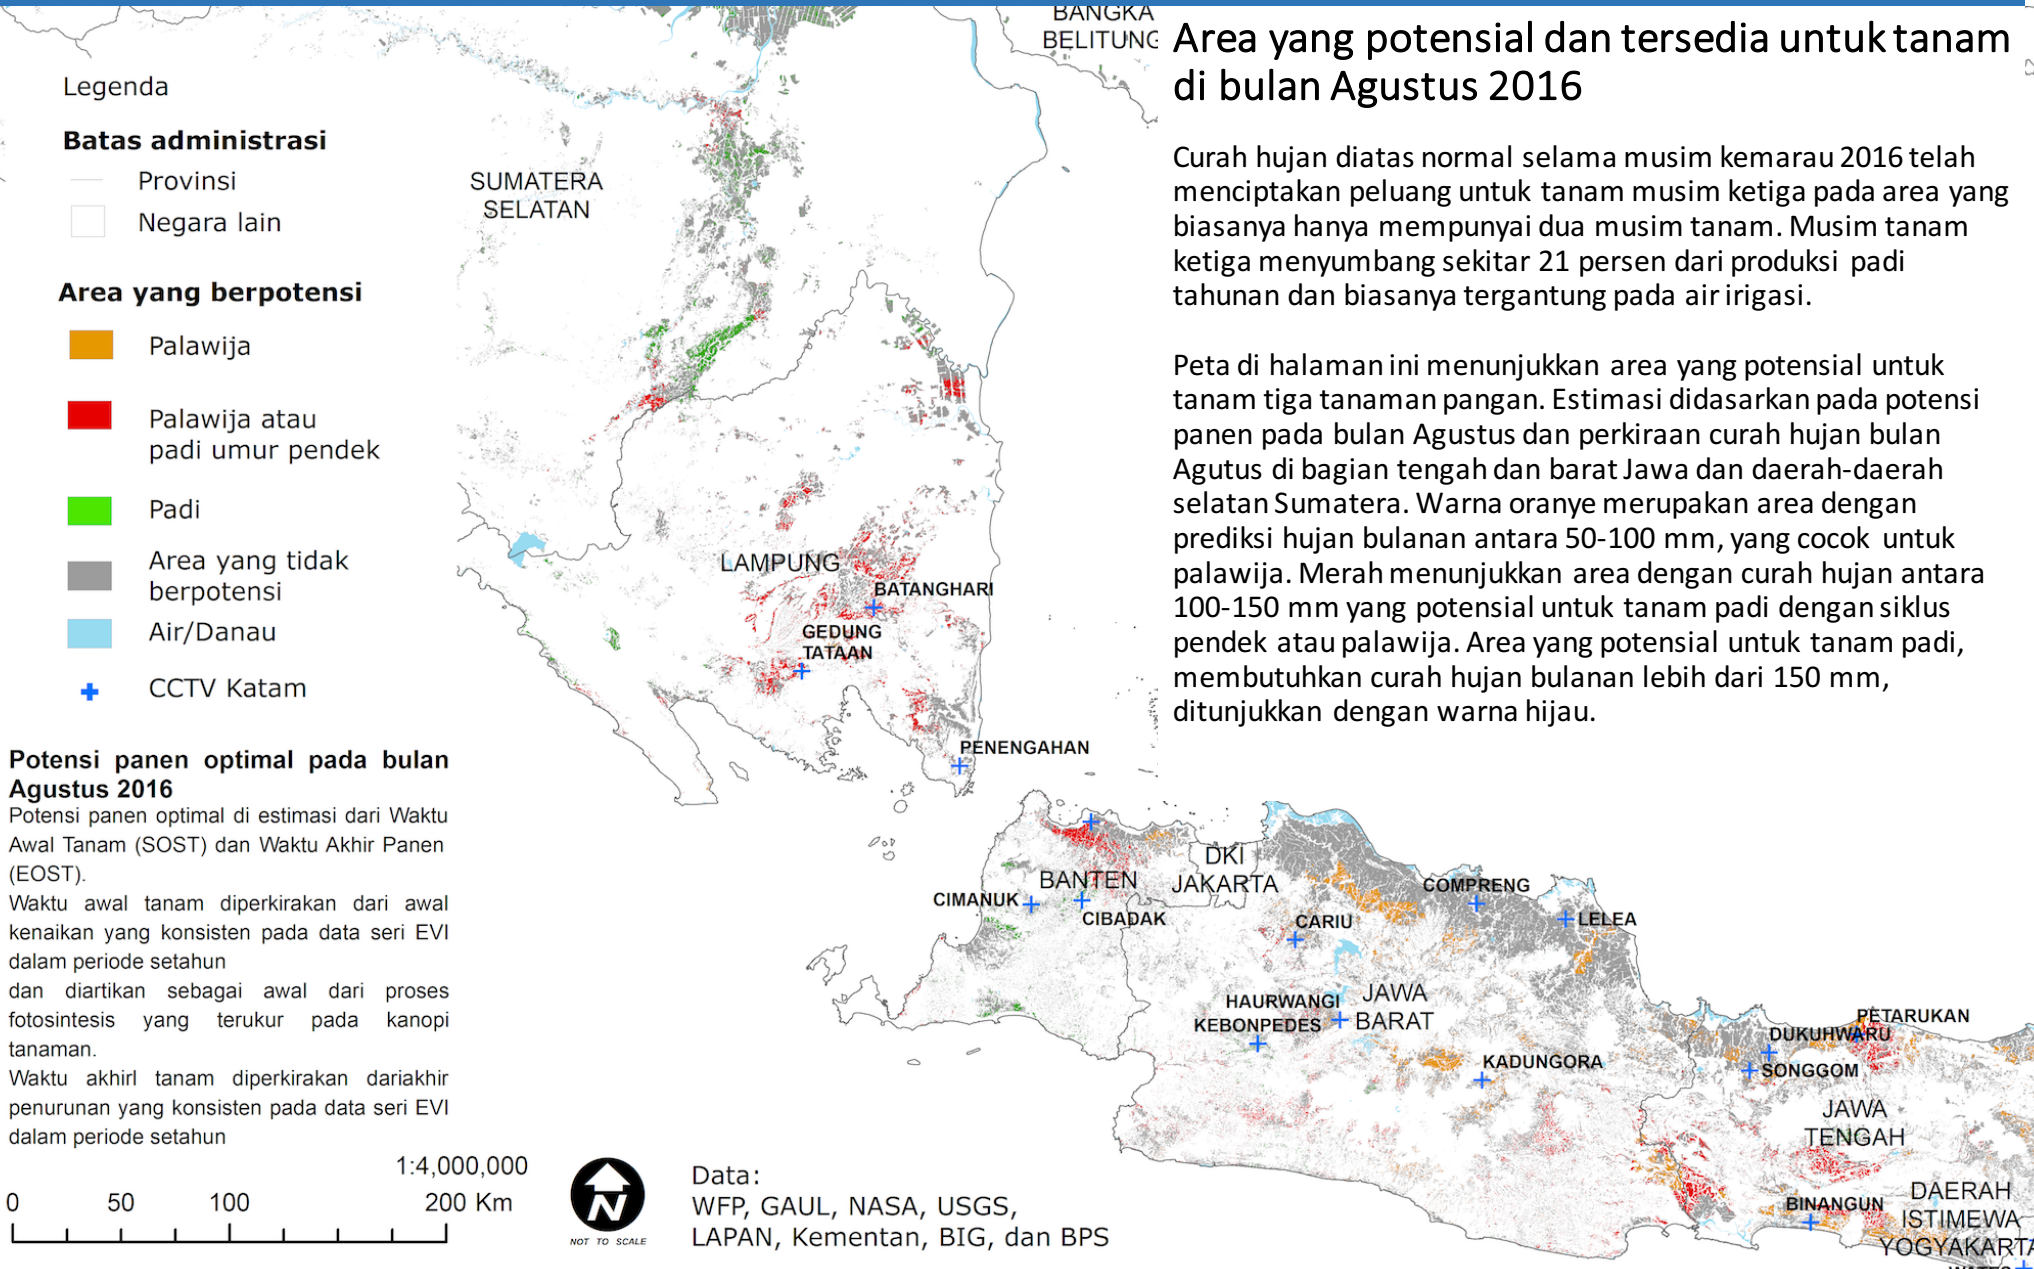 Area yang potensial dan tersedia untuk tanam
di bulan Agustus 2016
Curah hujan diatas normal selama musim kemarau 2016 telah
menciptakan peluang untuk tanam musim ketiga pada area yang
biasanya hanya mempunyai dua musim tanam. Musim tanam
ketiga menyumbang sekitar 21 persen dari produksi padi
tahunan dan biasanya tergantung pada air irigasi.
Peta di halaman ini menunjukkan area yang potensial untuk
tanam tiga tanaman pangan. Estimasi didasarkan pada potensi
panen pada bulan Agustus dan perkiraan curah hujan bulan
Agutus di bagian tengah dan barat Jawa dan daerah-daerah
selatan Sumatera. Warna oranye merupakan area dengan
prediksi hujan bulanan antara 50-100 mm, yang cocok untuk
palawija. Merah menunjukkan area dengan curah hujan antara
100-150 mm yang potensial untuk tanam padi dengan siklus
pendek atau palawija. Area yang potensial untuk tanam padi,
membutuhkan curah hujan bulanan lebih dari 150 mm,
ditunjukkan dengan warna hijau.
Legenda
Batas administrasi
Provinsi
Negara lain
Area yang berpotensi
Palawija
Palawija atau
padi umur pendek
Padi
Area yang tidak
berpotensi
Air/Danau
CCTV Katam
Potensi panen optimal pada bulan
Agustus 2016
Potensi panen optimal di estimasi dari Waktu
Awal Tanam (SOST) dan Waktu Akhir Panen
(EOST).
Waktu awal tanam diperkirakan dari awal
kenaikan yang konsisten pada data seri EVI
dalam periode setahun
dan diartikan sebagai awal dari proses
fotosintesis yang terukur pada kanopi
tanaman.
Waktu akhirl tanam diperkirakan dariakhir
penurunan yang konsisten pada data seri EVI
dalam periode setahun
1:4,000,000
0 50 100 200 Km
N
NOT TO SCALE
Data:
WFP, GAUL, NASA, USGS,
LAPAN, Kementan, BIG, dan BPS
BANGKA
BELITUNG
SUMATERA
SELATAN
LAMPUNG
BATANGHARI
GEDUNG
TATAAN
PENENGAHAN
BANTEN
DKI
JAKARTA
CIMANUK
CIBADAK
CARIU
COMPRENG
LELEA
HAURWANGI
KEBONPEDES
JAWA
BARAT
KADUNGORA
PETARUKAN
DUKUHWARU
SONGGOM
JAWA
TENGAH
BINANGUN
DAERAH
ISTIMEWA
YOGYAKARTA